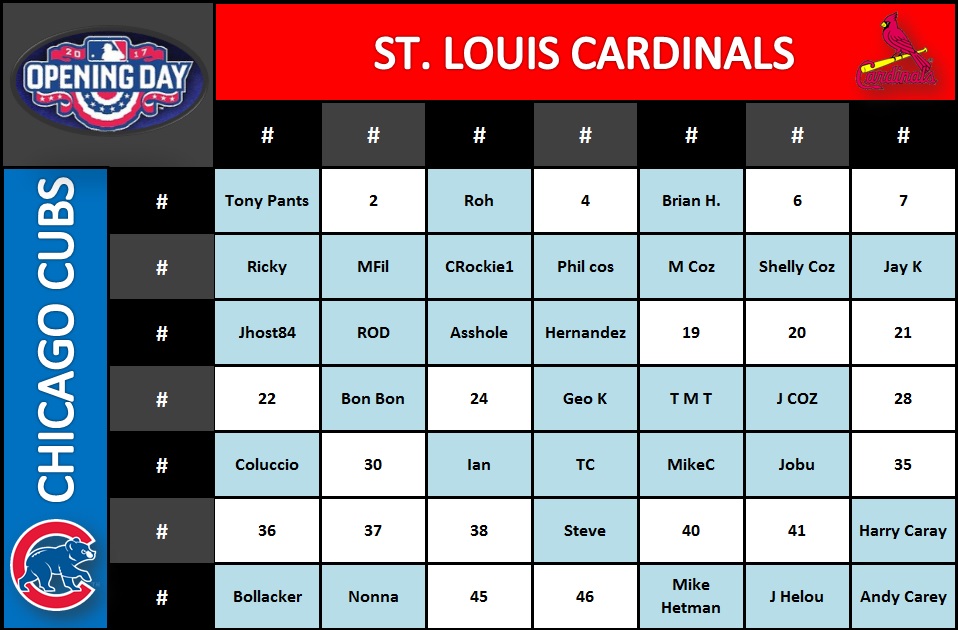 2017
OPENING DAY
ST. LOUIS CARDINALS
Cardinals
# # # # # # #
CHICAGO CUBS
# Tony Pants 2 Roh 4 Brian H. 6 7
# Ricky MFil CRockie1 Phil cos M Coz Shelly Coz Jay K
# Jhost84 ROD Asshole Hernandez 19 20 21
# 22 Bon Bon 24 Geo K T M T J COZ 28
# Coluccio 30 Ian TC MikeC Jobu 35
# 36 37 38 Steve 40 41 Harry Caray
# Bollacker Nonna 45 46 Mike Hetman J Helou Andy Carey